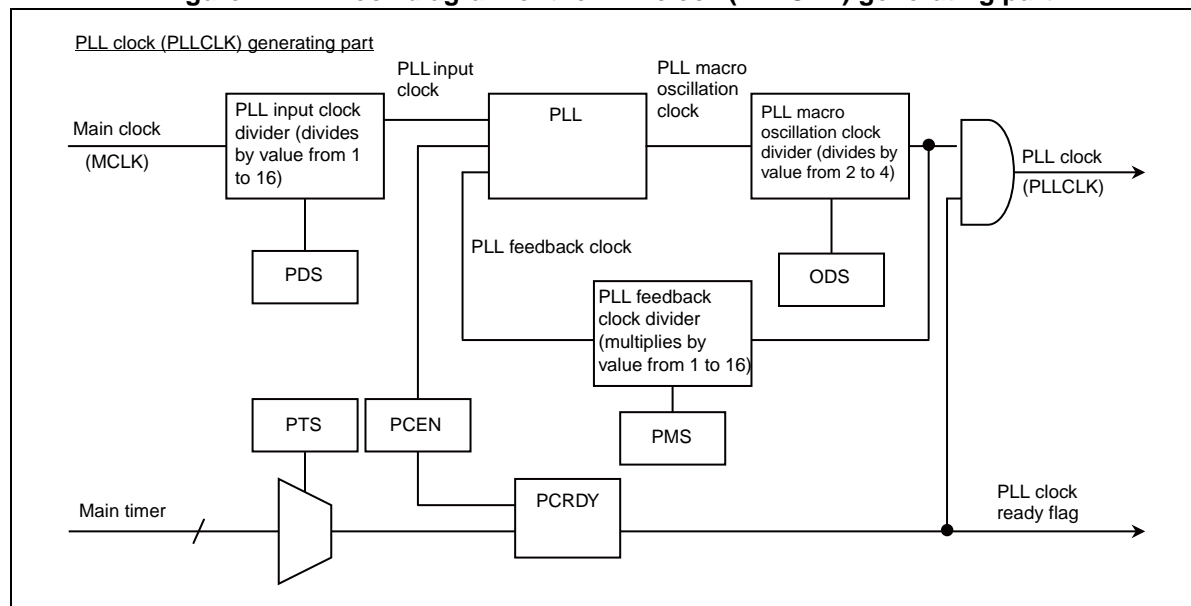 PLL clock (PLLCLK) generating part
PLL input
clock
PLL macro
oscillation
clock
Main clock
(MCLK)
PLL input clock
divider (divides
by value from 1
to 16)
PLL
PLL macro
oscillation clock
divider (divides by
value from 2 to 4)
PLL clock
(PLLCLK)
PDS
PLL feedback clock
ODS
PLL feedback
clock divider
(multiplies by
value from 1 to 16)
PTS
PCEN
PMS
Main timer
PCRDY
PLL clock
ready flag